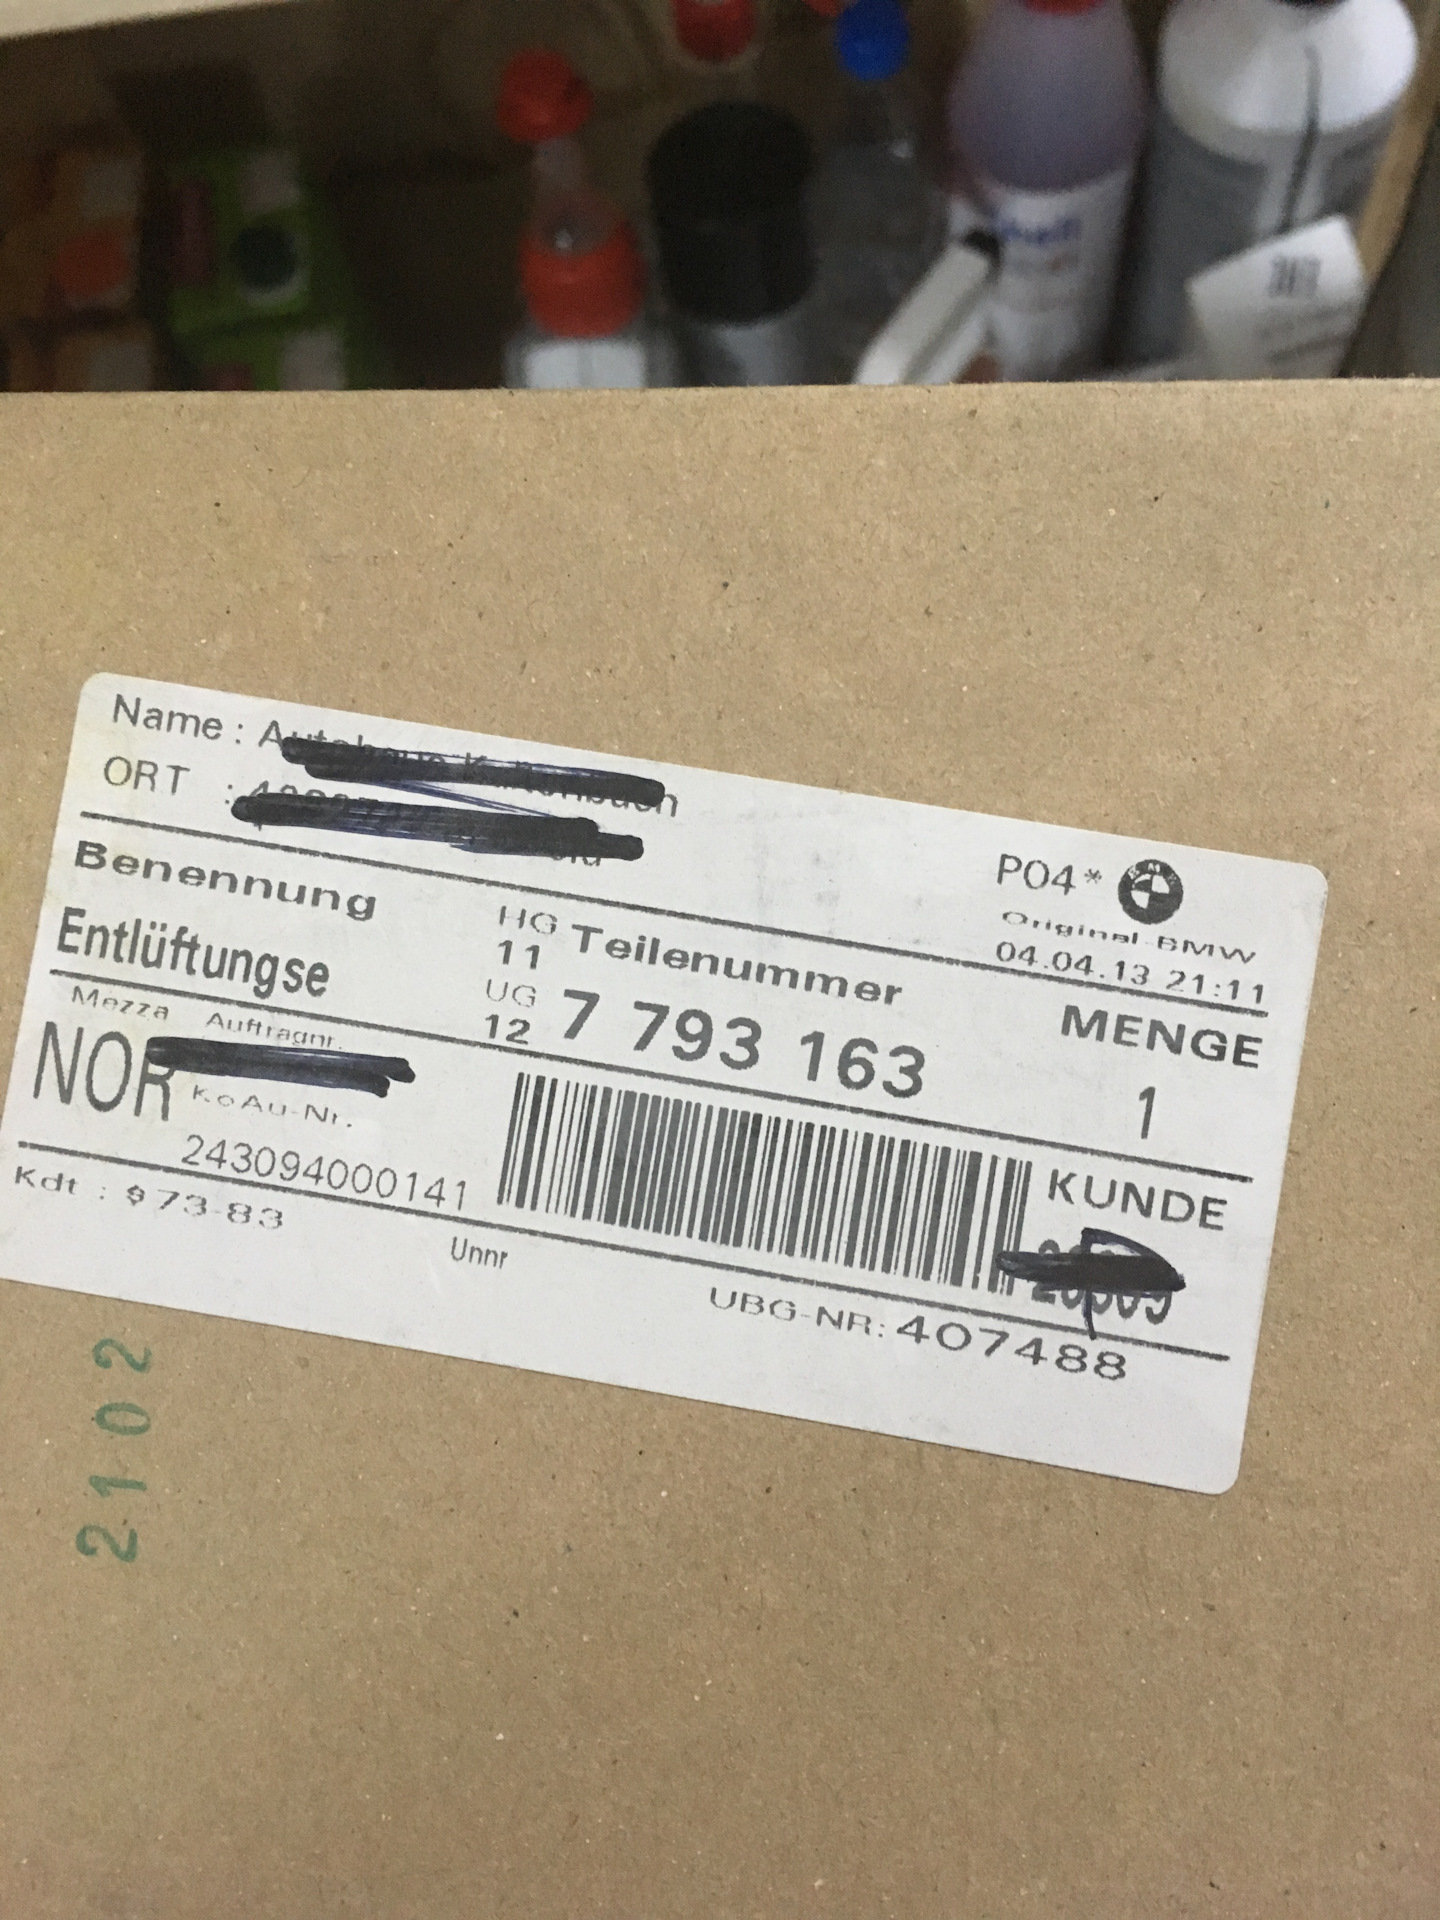 Name :
ORT :
P04*
Original BMW
04.04.13 21:11
Benennung
HG
Teilenummer
MENGE
Entlüftungse
11
UG
12
7 793 163
1
Mezza
Auftragnr.
NOR
KoAu-Nr.
243094000141
KUNDE
Kdt : $73-83
Unnr
UBG-NR: 407488
2102